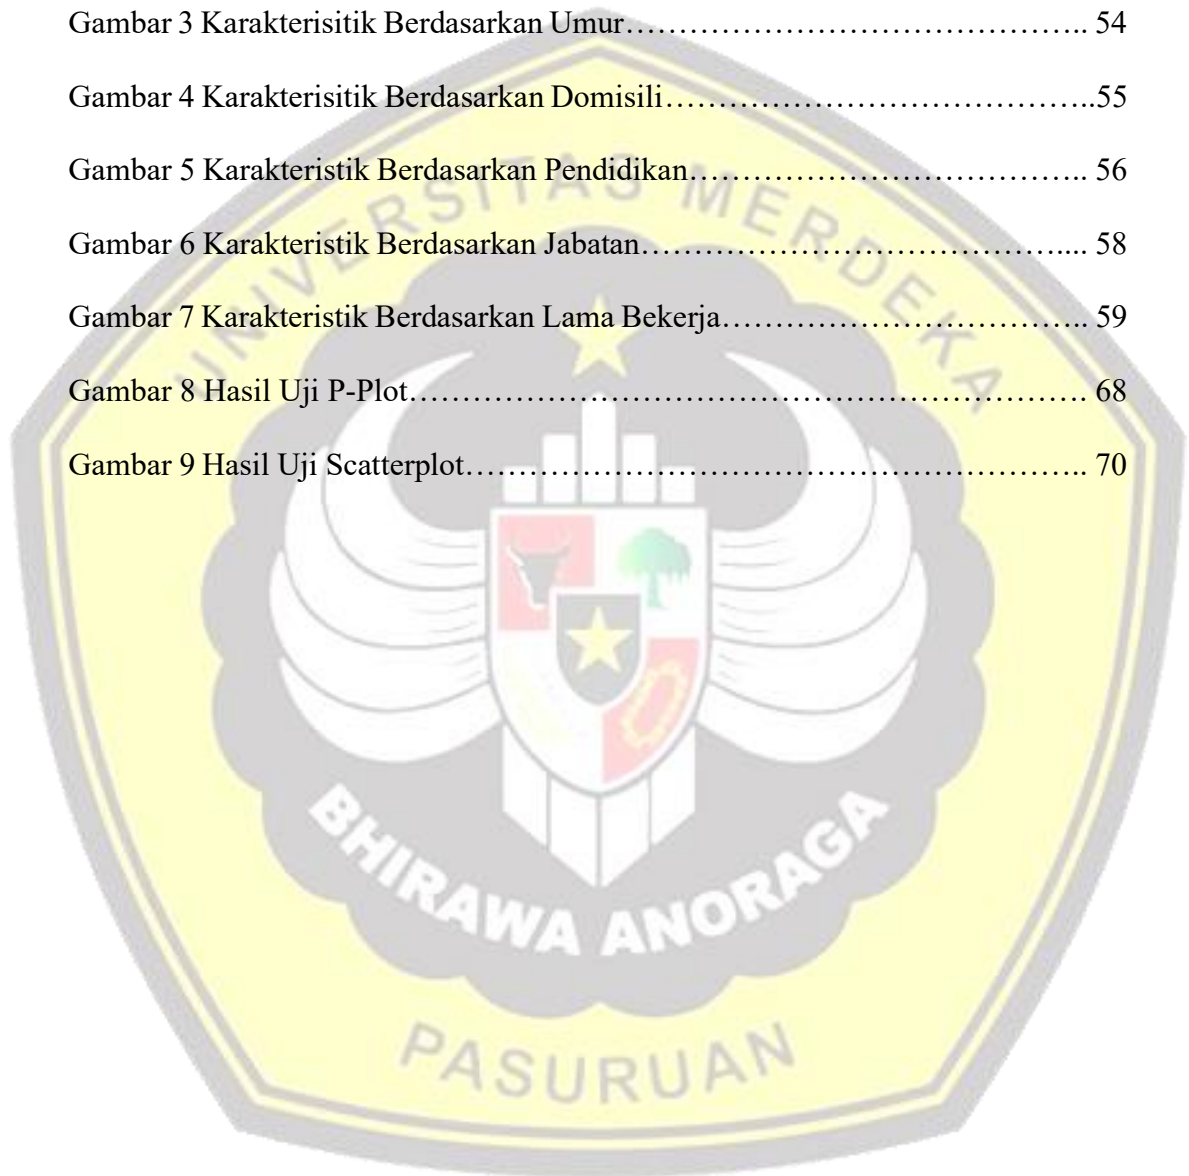 Gambar 3 Karakterisitik Berdasarkan Umur………………………………….. 54
Gambar 4 Karakterisitik Berdasarkan Domisili………………………………..55
Gambar 5 Karakteristik Berdasarkan Pendidikan…………………………….. 56
Gambar 6 Karakteristik Berdasarkan Jabatan……………………………….... 58
Gambar 7 Karakteristik Berdasarkan Lama Bekerja………………………….. 59
Gambar 8 Hasil Uji P-Plot……………………………………………………. 68
Gambar 9 Hasil Uji Scatterplot……………………………………………….. 70
UNIVERSITAS MERDEKA
BHIRAWA ANORAGA
PASURUAN